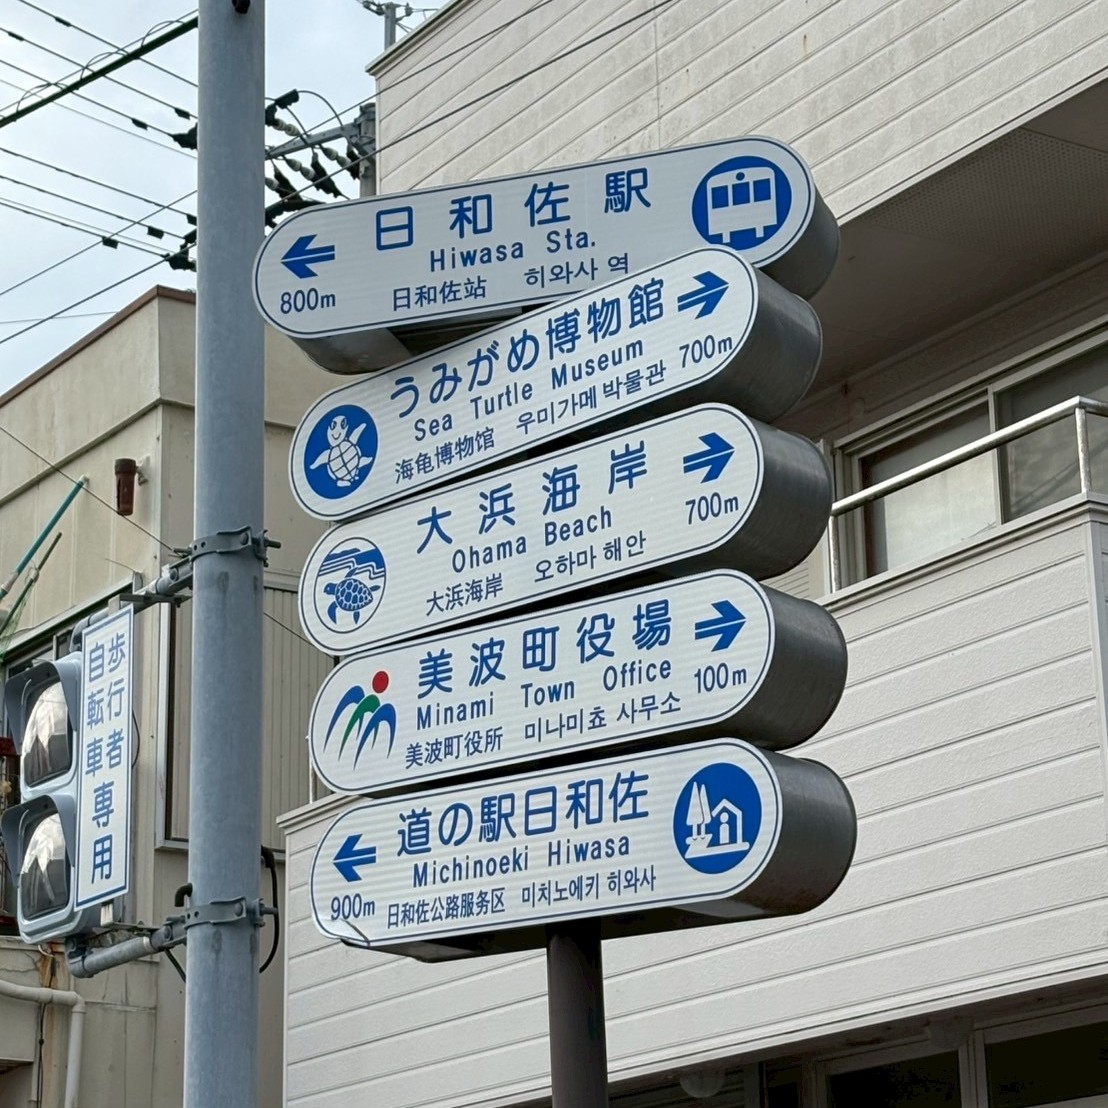 日和佐駅
Hiwasa Sta.
800m 日和佐站 히와사 역
うみがめ博物館
Sea Turtle Museum 700m
海龟博物馆 우미가메 박물관
大浜海岸
Ohama Beach 700m
大浜海岸 오하마 해안
美波町役場
Minami Town Office 100m
美波町役所 미나미쵸 사무소
道の駅日和佐
Michinoeki Hiwasa
900m 日和佐公路服务区 미치노에키 히와사
歩行者
自転車専用